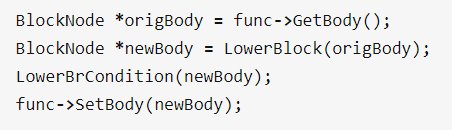 BlockNode *origBody = func->GetBody();
BlockNode *newBody = LowerBlock(origBody);
LowerBrCondition(newBody);
func->SetBody(newBody);